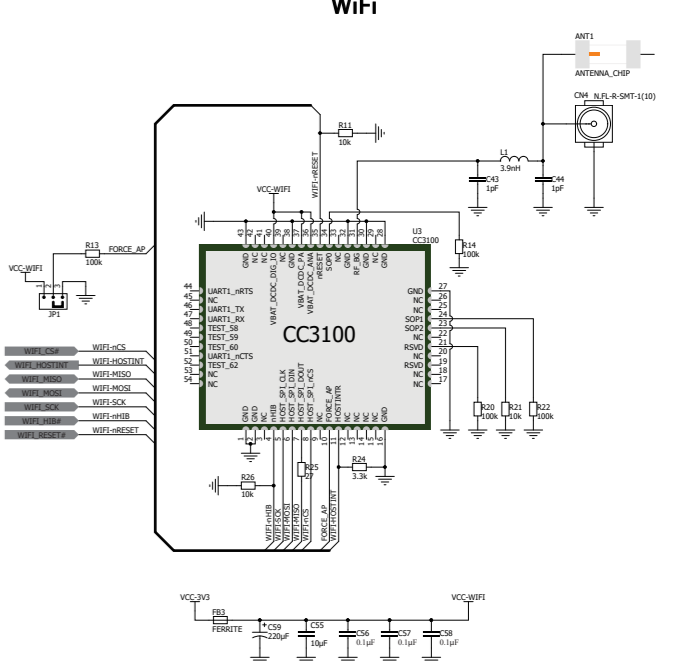 WiFi
ANT1
ANTENNA_CHIP
CN4 N.FL-R-SMT-1(10)
R11
10k
WIFI-nRESET
L1
3.9nH
C43
1pF
C44
1pF
VCC-WIFI
43 42 41 40 39 38 37 36 35 34 33 32 31 30 29 28
U3
CC3100
GND
NC
NC
VBAT_DCDC_DIG_IO
NC
GND
VBAT_DCDC_PA
VBAT_DCDC_ANA
nRESET
SOP0
NC
GND
RF_BG
GND
NC
GND
R14
100k
R13
100k
FORCE_AP
VCC-WIFI
1 2 3
JP1
44 UART1_nRTS
45 NC
46 UART1_TX
47 UART1_RX
48 TEST_58
49 TEST_59
50 TEST_60
51 UART1_nCTS
52 TEST_62
53 NC
54 NC
CC3100
GND 27
NC 26
NC 25
SOP1 24
SOP2 23
NC 22
RSVD 21
RSVD 20
NC 19
NC 18
NC 17
WIFI_CS# WIFI-nCS
WIFI_HOSTINT WIFI-HOSTINT
WIFI_MISO WIFI-MISO
WIFI_MOSI WIFI-MOSI
WIFI_SCK WIFI-SCK
WIFI_HIB# WIFI-nHIB
WIFI_RESET# WIFI-nRESET
GND
GND
NC
nHIB
HOST_SPI_CLK
HOST_SPI_DIN
HOST_SPI_DOUT
HOST_SPI_nCS
NC
FORCE_AP
HOSTINTR
NC
NC
NC
NC
GND
1 2 3 4 5 6 7 8 9 10 11 12 13 14 15 16
R20
100k
R21
10k
R22
100k
R26
10k
R25
27
R24
3.3k
WIFI-nHIB
WIFI-SCK
WIFI-MOSI
WIFI-MISO
WIFI-nCS
FORCE_AP
WIFI-HOSTINT
VCC-3V3
FB3
FERRITE
VCC-WIFI
+
C59
220µF
C55
10µF
C56
0.1µF
C57
0.1µF
C58
0.1µF